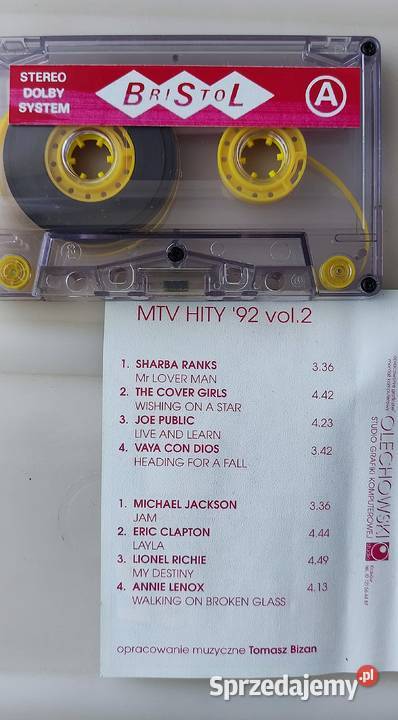 STEREO
DOLBY
SYSTEM
BRISTOL
A
MTV HITY '92 vol.2
1. SHARBA RANKS 3.36
Mr LOVER MAN
2. THE COVER GIRLS 4.42
WISHING ON A STAR
3. JOE PUBLIC 4.23
LIVE AND LEARN
4. VAYA CON DIOS 3.42
HEADING FOR A FALL
1. MICHAEL JACKSON 3.36
JAM
2. ERIC CLAPTON 4.44
LAYLA
3. LIONEL RICHIE 4.49
MY DESTINY
4. ANNIE LENOX 4.13
WALKING ON BROKEN GLASS
opracowanie muzyczne Tomasz Bizan
OLECHOWSKI
STUDIO GRAFIKI KOMPUTEROWEJ
Sprzedajemy.pl